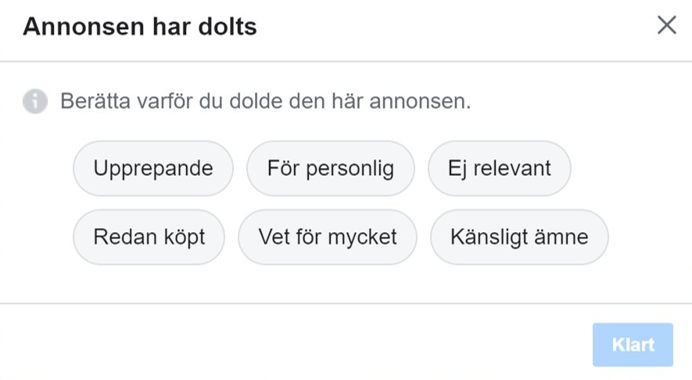 Annonsen har dolts
Berätta varför du dolde den här annonsen.
Upprepande För personlig Ej relevant
Redan köpt Vet för mycket Känsligt ämne
Klart